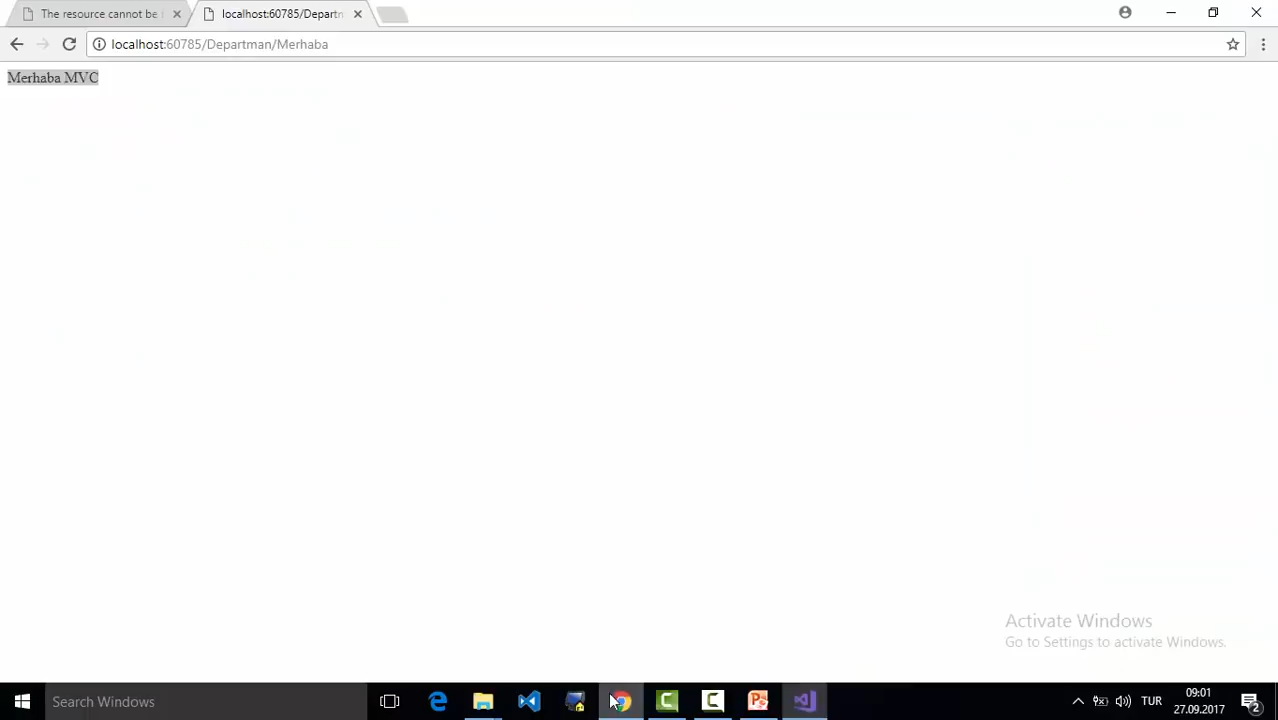 The resource cannot be
localhost:60785/Departm
localhost:60785/Departman/Merhaba
Merhaba MVC
Activate Windows
Go to Settings to activate Windows.
Search Windows
TUR
09:01
27.09.2017
2